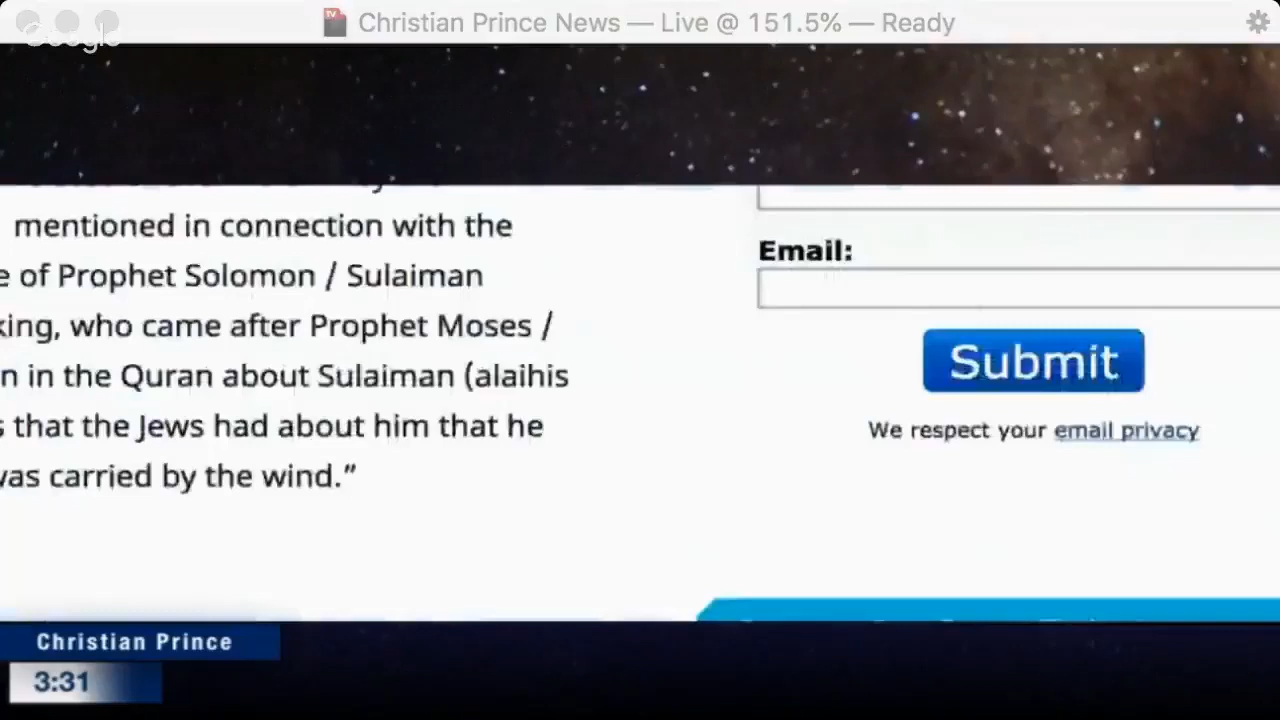 Christian Prince News — Live @ 151.5% — Ready
Google
mentioned in connection with the
of Prophet Solomon / Sulaiman
king, who came after Prophet Moses /
in the Quran about Sulaiman (alaihis
that the Jews had about him that he
was carried by the wind.”
Email:
Submit
We respect your email privacy
Christian Prince
3:31